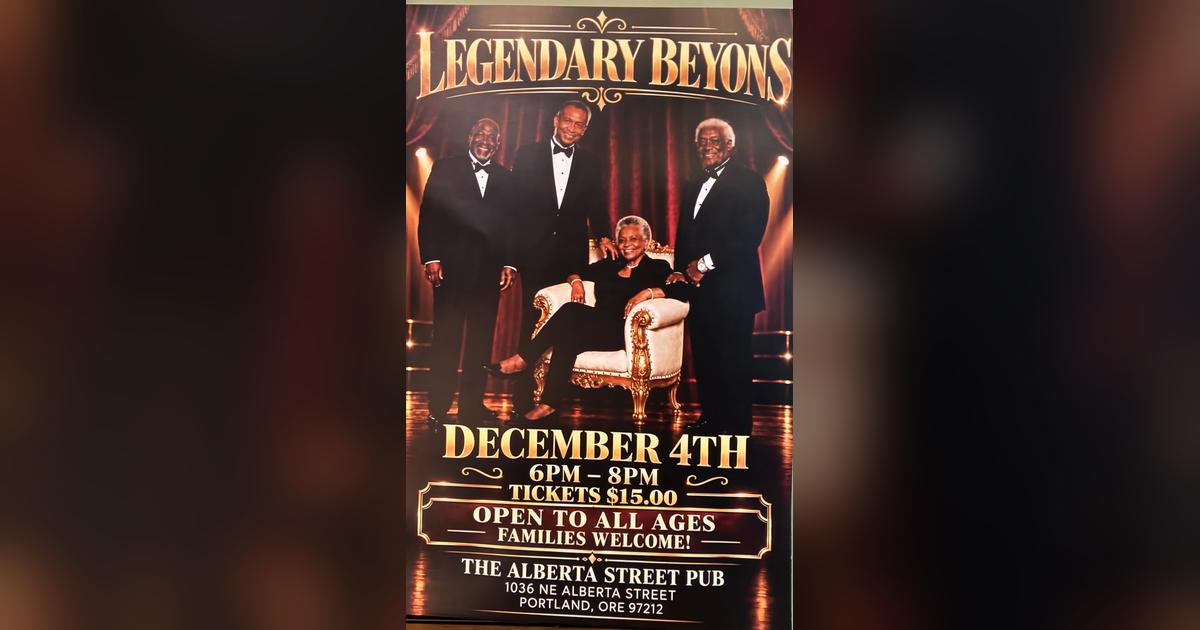 LEGENDARY BEYONS
DECEMBER 4TH
6PM – 8PM
TICKETS $15.00
OPEN TO ALL AGES
FAMILIES WELCOME!
THE ALBERTA STREET PUB
1036 NE ALBERTA STREET
PORTLAND, ORE 97212